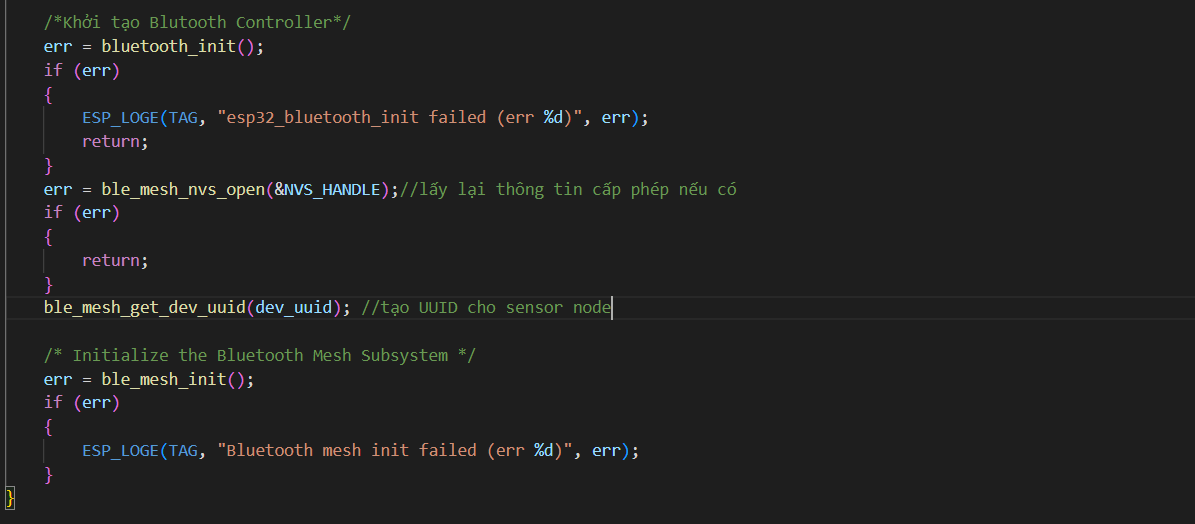 /*Khởi tạo Blutooth Controller*/
err = bluetooth_init();
if (err)
{
ESP_LOGE(TAG, "esp32_bluetooth_init failed (err %d)", err);
return;
}
err = ble_mesh_nvs_open(&NVS_HANDLE);//lấy lại thông tin cấp phép nếu có
if (err)
{
return;
}
ble_mesh_get_dev_uuid(dev_uuid); //tạo UUID cho sensor node
/* Initialize the Bluetooth Mesh Subsystem */
err = ble_mesh_init();
if (err)
{
ESP_LOGE(TAG, "Bluetooth mesh init failed (err %d)", err);
}
}